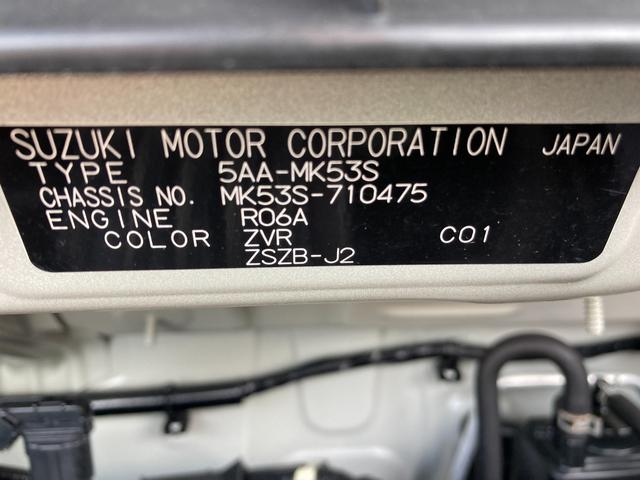 SUZUKI MOTOR CORPORATION JAPAN
TYPE 5AA-MK53S
CHASSIS NO. MK53S-710475
ENGINE R06A
COLOR ZVR C01
ZSZB-J2